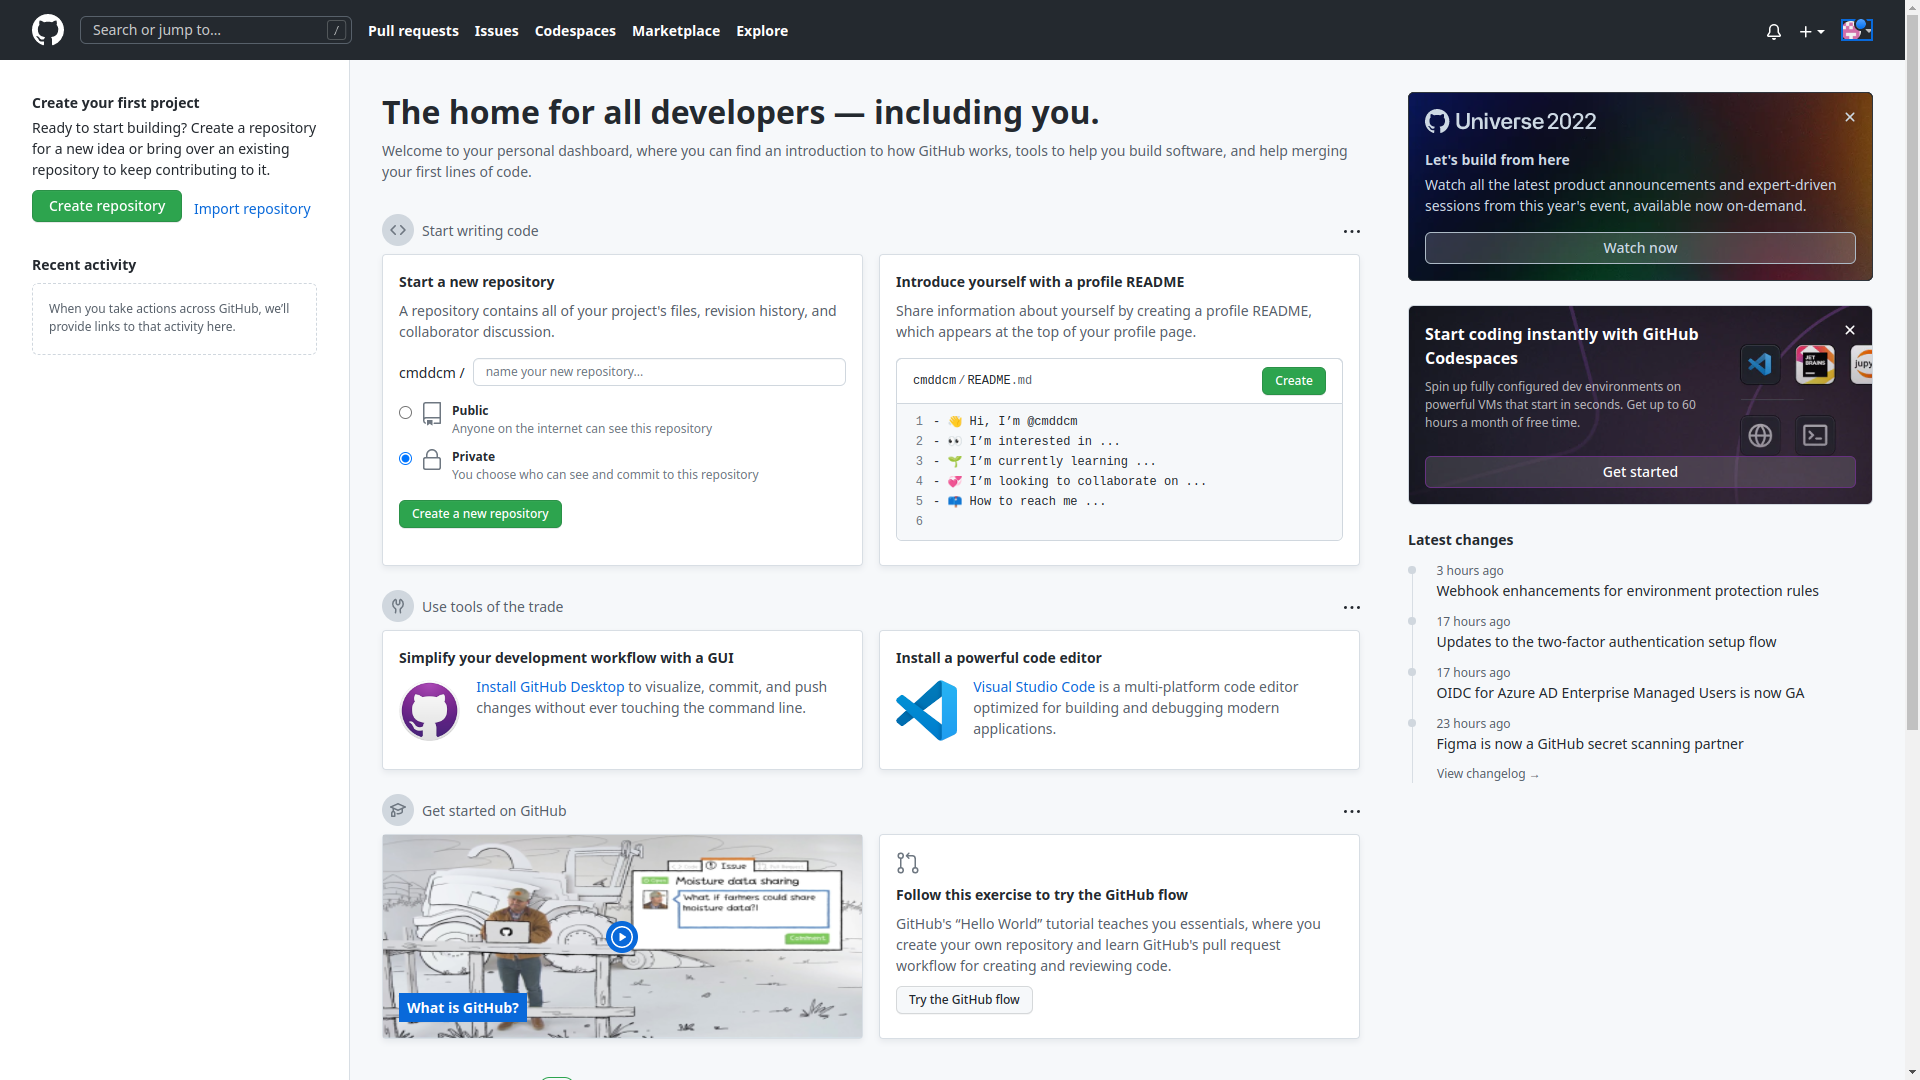 Search or jump to...
/
Pull requests
Issues
Codespaces
Marketplace
Explore
Create your first project
Ready to start building? Create a repository
for a new idea or bring over an existing
repository to keep contributing to it.
Create repository
Import repository
Recent activity
When you take actions across GitHub, we'll
provide links to that activity here.
The home for all developers — including you.
Welcome to your personal dashboard, where you can find an introduction to how GitHub works, tools to help you build software, and help merging
your first lines of code.
Start writing code
Start a new repository
A repository contains all of your project's files, revision history, and
collaborator discussion.
cmddcm /
name your new repository...
Public
Anyone on the internet can see this repository
Private
You choose who can see and commit to this repository
Create a new repository
Introduce yourself with a profile README
Share information about yourself by creating a profile README,
which appears at the top of your profile page.
cmddcm / README.md
Create
1 - 👋 Hi, I’m @cmddcm
2 - 👀 I’m interested in ...
3 - 🌱 I’m currently learning ...
4 - 💞️ I’m looking to collaborate on ...
5 - 📫 How to reach me ...
6
Use tools of the trade
Simplify your development workflow with a GUI
Install GitHub Desktop to visualize, commit, and push
changes without ever touching the command line.
Install a powerful code editor
Visual Studio Code is a multi-platform code editor
optimized for building and debugging modern
applications.
Get started on GitHub
Issue
Moisture data sharing
What if farmers could share
moisture data?!
Comment
What is GitHub?
Follow this exercise to try the GitHub flow
GitHub's “Hello World” tutorial teaches you essentials, where you
create your own repository and learn GitHub's pull request
workflow for creating and reviewing code.
Try the GitHub flow
Universe 2022
Let's build from here
Watch all the latest product announcements and expert-driven
sessions from this year's event, available now on-demand.
Watch now
Start coding instantly with GitHub
Codespaces
Spin up fully configured dev environments on
powerful VMs that start in seconds. Get up to 60
hours a month of free time.
JET
BRAINS
jupy
Get started
Latest changes
3 hours ago
Webhook enhancements for environment protection rules
17 hours ago
Updates to the two-factor authentication setup flow
17 hours ago
OIDC for Azure AD Enterprise Managed Users is now GA
23 hours ago
Figma is now a GitHub secret scanning partner
View changelog →